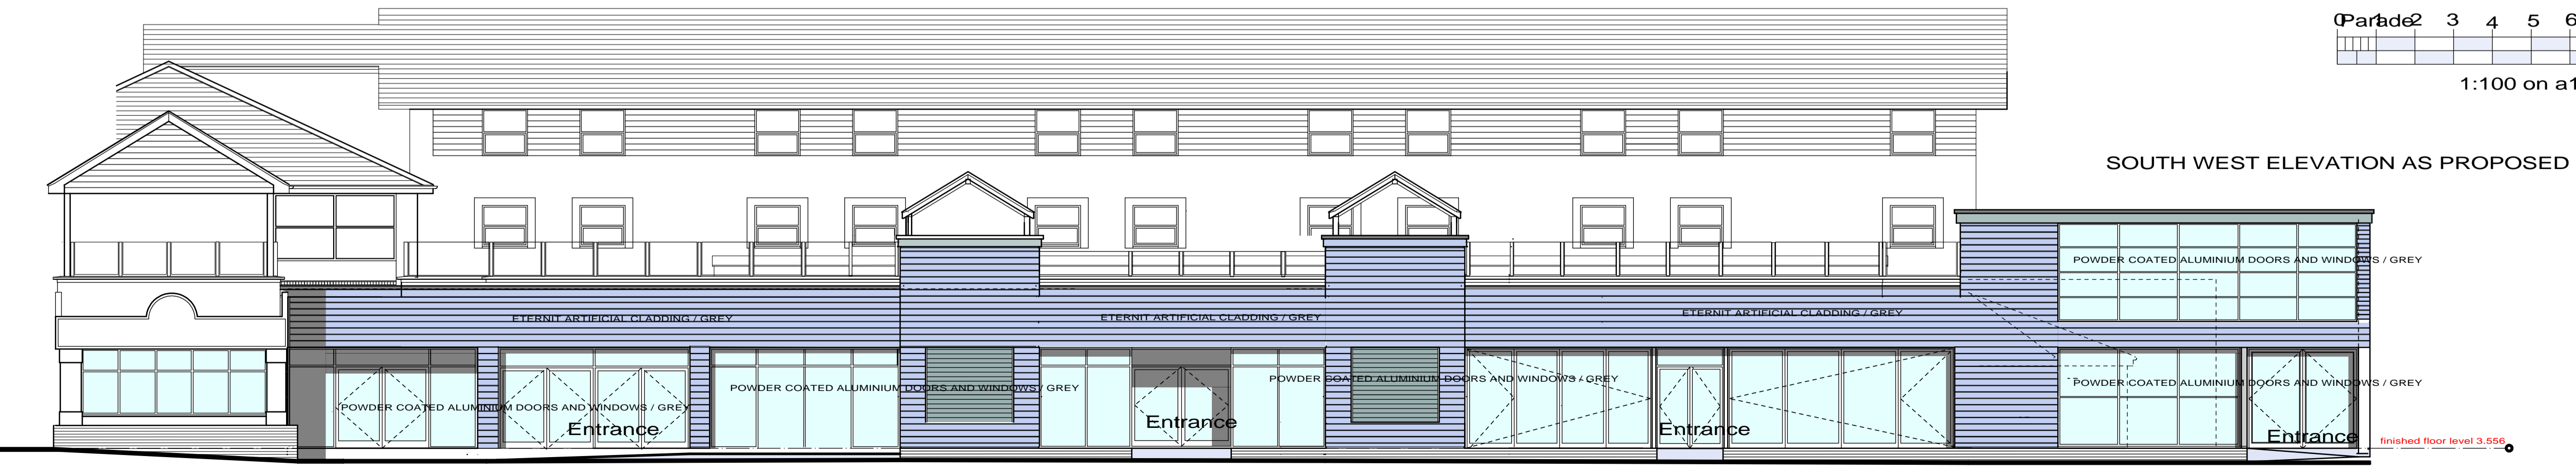 0 Parade 1 2 3 4 5 6
1:100 on a1
SOUTH WEST ELEVATION AS PROPOSED
POWDER COATED ALUMINIUM DOORS AND WINDOWS / GREY
ETERNIT ARTIFICIAL CLADDING / GREY
ETERNIT ARTIFICIAL CLADDING / GREY
ETERNIT ARTIFICIAL CLADDING / GREY
POWDER COATED ALUMINIUM DOORS AND WINDOWS / GREY
POWDER COATED ALUMINIUM DOORS AND WINDOWS / GREY
POWDER COATED ALUMINIUM DOORS AND WINDOWS / GREY
POWDER COATED ALUMINIUM DOORS AND WINDOWS / GREY
Entrance
Entrance
Entrance
Entrance
finished floor level 3.556